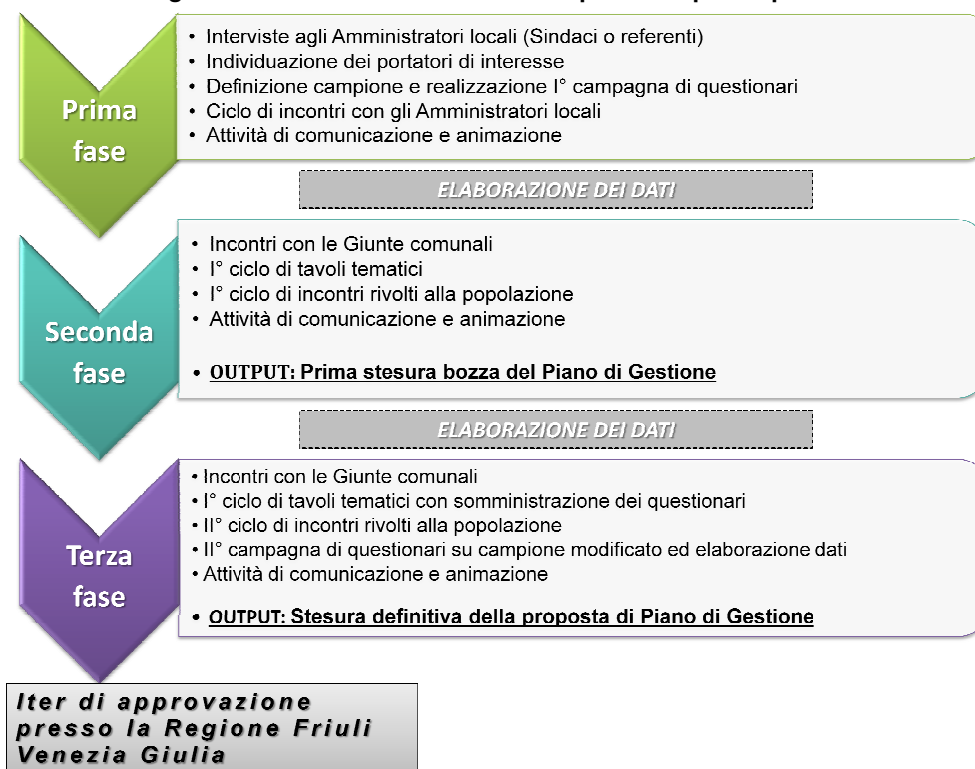 Prima
fase
• Interviste agli Amministratori locali (Sindaci o referenti)
• Individuazione dei portatori di interesse
• Definizione campione e realizzazione I° campagna di questionari
• Ciclo di incontri con gli Amministratori locali
• Attività di comunicazione e animazione
ELABORAZIONE DEI DATI
Seconda
fase
• Incontri con le Giunte comunali
• I° ciclo di tavoli tematici
• I° ciclo di incontri rivolti alla popolazione
• Attività di comunicazione e animazione
• OUTPUT: Prima stesura bozza del Piano di Gestione
ELABORAZIONE DEI DATI
Terza
fase
• Incontri con le Giunte comunali
• I° ciclo di tavoli tematici con somministrazione dei questionari
• II° ciclo di incontri rivolti alla popolazione
• II° campagna di questionari su campione modificato ed elaborazione dati
• Attività di comunicazione e animazione
• OUTPUT: Stesura definitiva della proposta di Piano di Gestione
Iter di approvazione
presso la Regione Friuli
Venezia Giulia